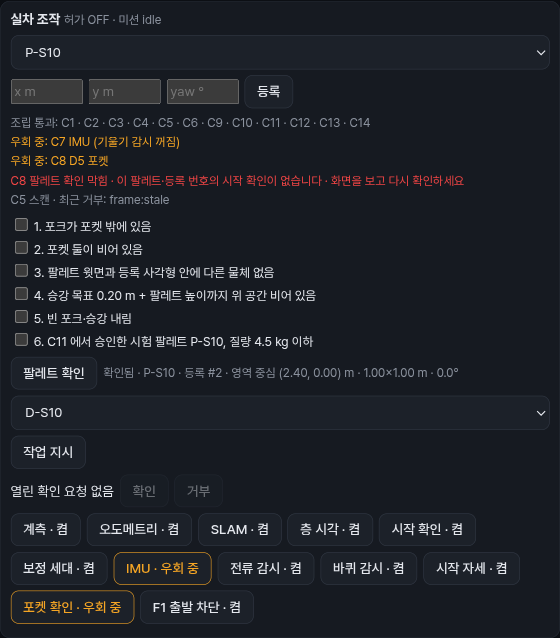 실차 조작 허가 OFF · 미션 idle
P-S10
x m y m yaw ° 등록
조립 통과: C1 · C2 · C3 · C4 · C5 · C6 · C9 · C10 · C11 · C12 · C13 · C14
우회 중: C7 IMU (기울기 감시 꺼짐)
우회 중: C8 D5 포켓
C8 팔레트 확인 막힘 · 이 팔레트·등록 번호의 시작 확인이 없습니다 · 화면을 보고 다시 확인하세요
C5 스캔 · 최근 거부: frame:stale
1. 포크가 포켓 밖에 있음
2. 포켓 둘이 비어 있음
3. 팔레트 윗면과 등록 사각형 안에 다른 물체 없음
4. 승강 목표 0.20 m + 팔레트 높이까지 위 공간 비어 있음
5. 빈 포크·승강 내림
6. C11 에서 승인한 시험 팔레트 P-S10, 질량 4.5 kg 이하
팔레트 확인 확인됨 · P-S10 · 등록 #2 · 영역 중심 (2.40, 0.00) m · 1.00×1.00 m · 0.0°
D-S10
작업 지시
열린 확인 요청 없음 확인 거부
계측 · 켬 오도메트리 · 켬 SLAM · 켬 층 시각 · 켬 시작 확인 · 켬
보정 세대 · 켬 IMU · 우회 중 전류 감시 · 켬 바퀴 감시 · 켬 시작 자세 · 켬
포켓 확인 · 우회 중 F1 출발 차단 · 켬